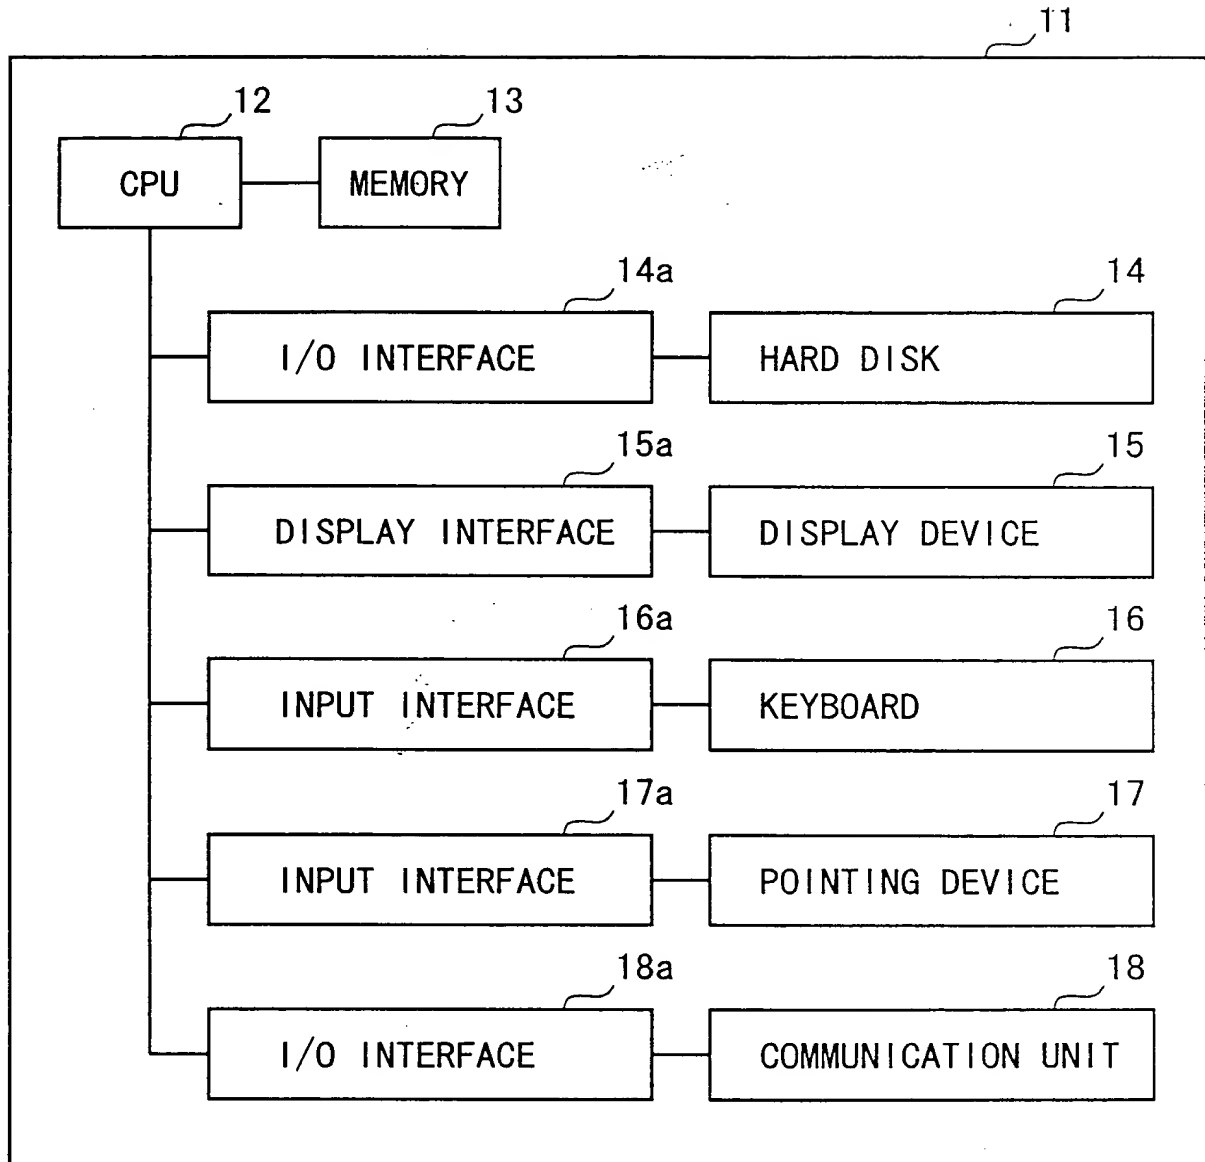 11
12
13
CPU
MEMORY
14a
14
I/O INTERFACE
HARD DISK
15a
15
DISPLAY INTERFACE
DISPLAY DEVICE
16a
16
INPUT INTERFACE
KEYBOARD
17a
17
INPUT INTERFACE
POINTING DEVICE
18a
18
I/O INTERFACE
COMMUNICATION UNIT